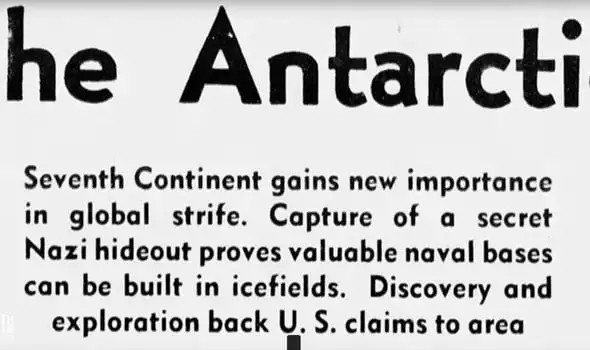 he Antarcti
Seventh Continent gains new importance
in global strife. Capture of a secret
Nazi hideout proves valuable naval bases
can be built in icefields. Discovery and
exploration back U. S. claims to area